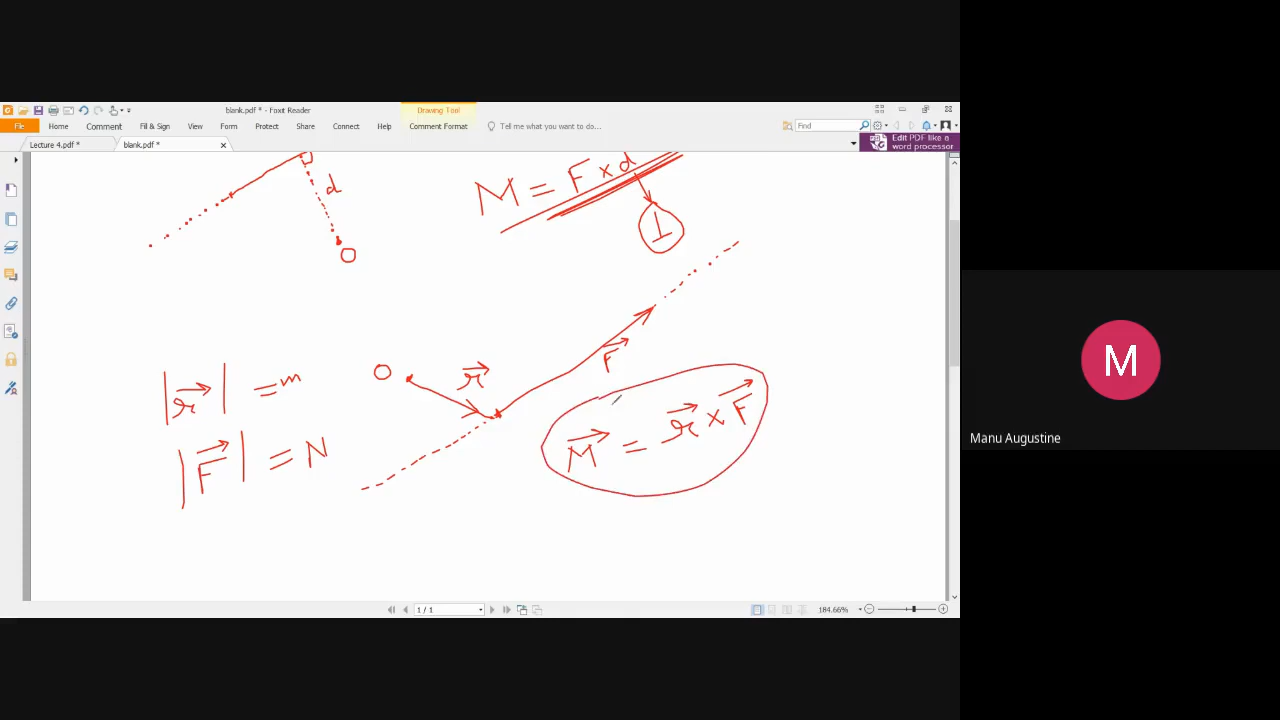 blank.pdf * - Foxit Reader
Drawing Tool
File Home Comment Fill & Sign View Form Protect Share Connect Help Comment Format Tell me what you want to do... Find
Edit PDF like a
word processor
Lecture 4.pdf * blank.pdf *
d
M = F × d
⊥
O
|r⃗| = m
O
r⃗
F⃗
|F⃗| = N
M⃗ = r⃗ × F⃗
M
Manu Augustine
1 / 1
184.66%